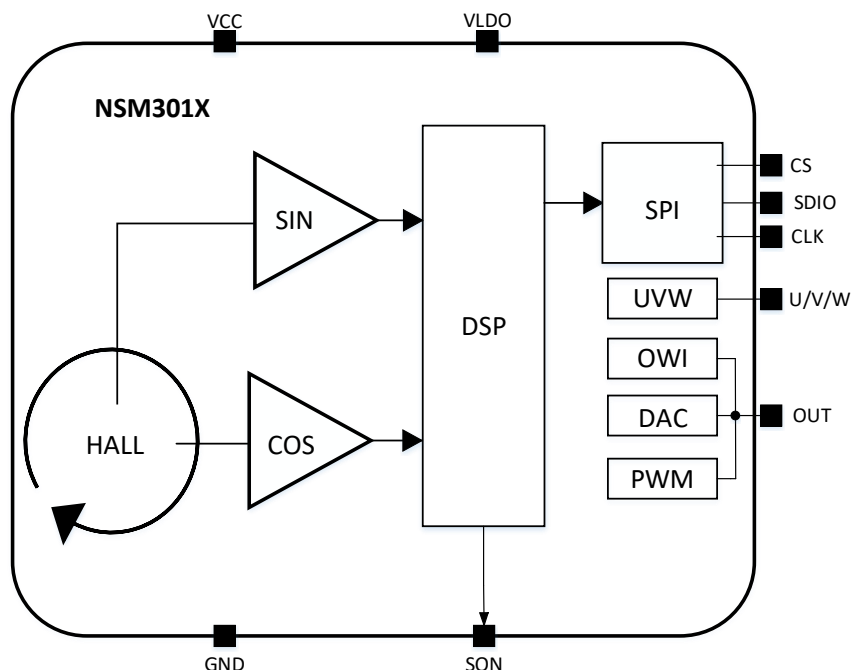 VCC
VLDO
NSM301X
SIN
SPI
CS
SDIO
CLK
DSP
UVW
U/V/W
OWI
HALL
COS
DAC
OUT
PWM
GND
SON